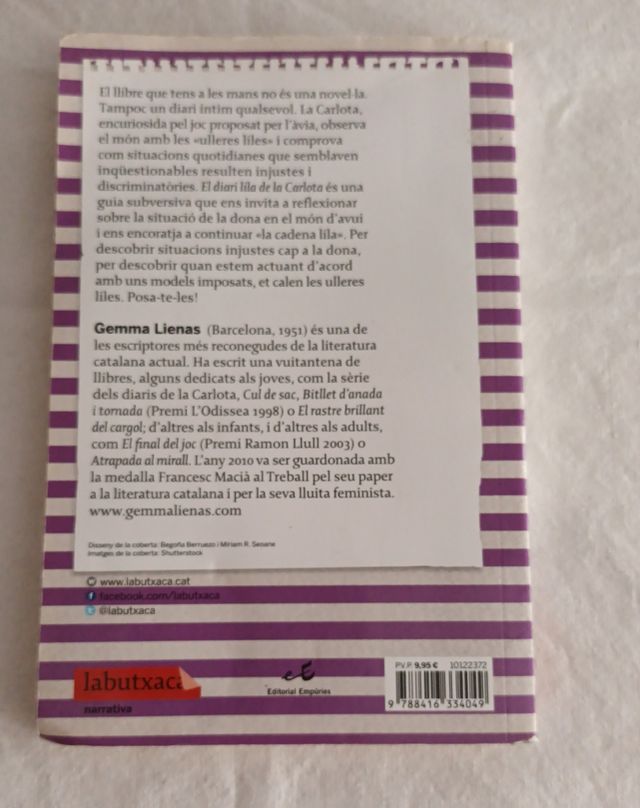 El llibre que tens a les mans no és una novel·la.
Tampoc un diari íntim qualsevol. La Carlota,
encuriosida pel joc proposat per l'àvia, observa
el món amb les «ulleres liles» i comprova
com situacions quotidianes que semblaven
inqüestionables resulten injustes i
discriminatòries. El diari lila de la Carlota és una
guia subversiva que ens invita a reflexionar
sobre la situació de la dona en el món d'avui
i ens encoratja a continuar «la cadena lila». Per
descobrir situacions injustes cap a la dona,
per descobrir quan estem actuant d'acord
amb uns models imposats, et calen les ulleres
liles. Posa-te-les!
Gemma Lienas (Barcelona, 1951) és una de
les escriptores més reconegudes de la literatura
catalana actual. Ha escrit una vuitantena de
llibres, alguns dedicats als joves, com la sèrie
dels diaris de la Carlota, Cul de sac, Bitllet d'anada
i tornada (Premi L'Odissea 1998) o El rastre brillant
del cargol; d'altres als infants, i d'altres als adults,
com El final del joc (Premi Ramon Llull 2003) o
Atrapada al mirall. L'any 2010 va ser guardonada amb
la medalla Francesc Macià al Treball pel seu paper
a la literatura catalana i per la seva lluita feminista.
www.gemmalienas.com
Disseny de la coberta: Begoña Berruezo i Míriam R. Seoane
Imatges de la coberta: Shutterstock
www.labutxaca.cat
facebook.com/labutxaca
@labutxaca
labutxaca
narrativa
eE
Editorial Empúries
P.V.P. 9,95 € 10122372
9 788416 334049